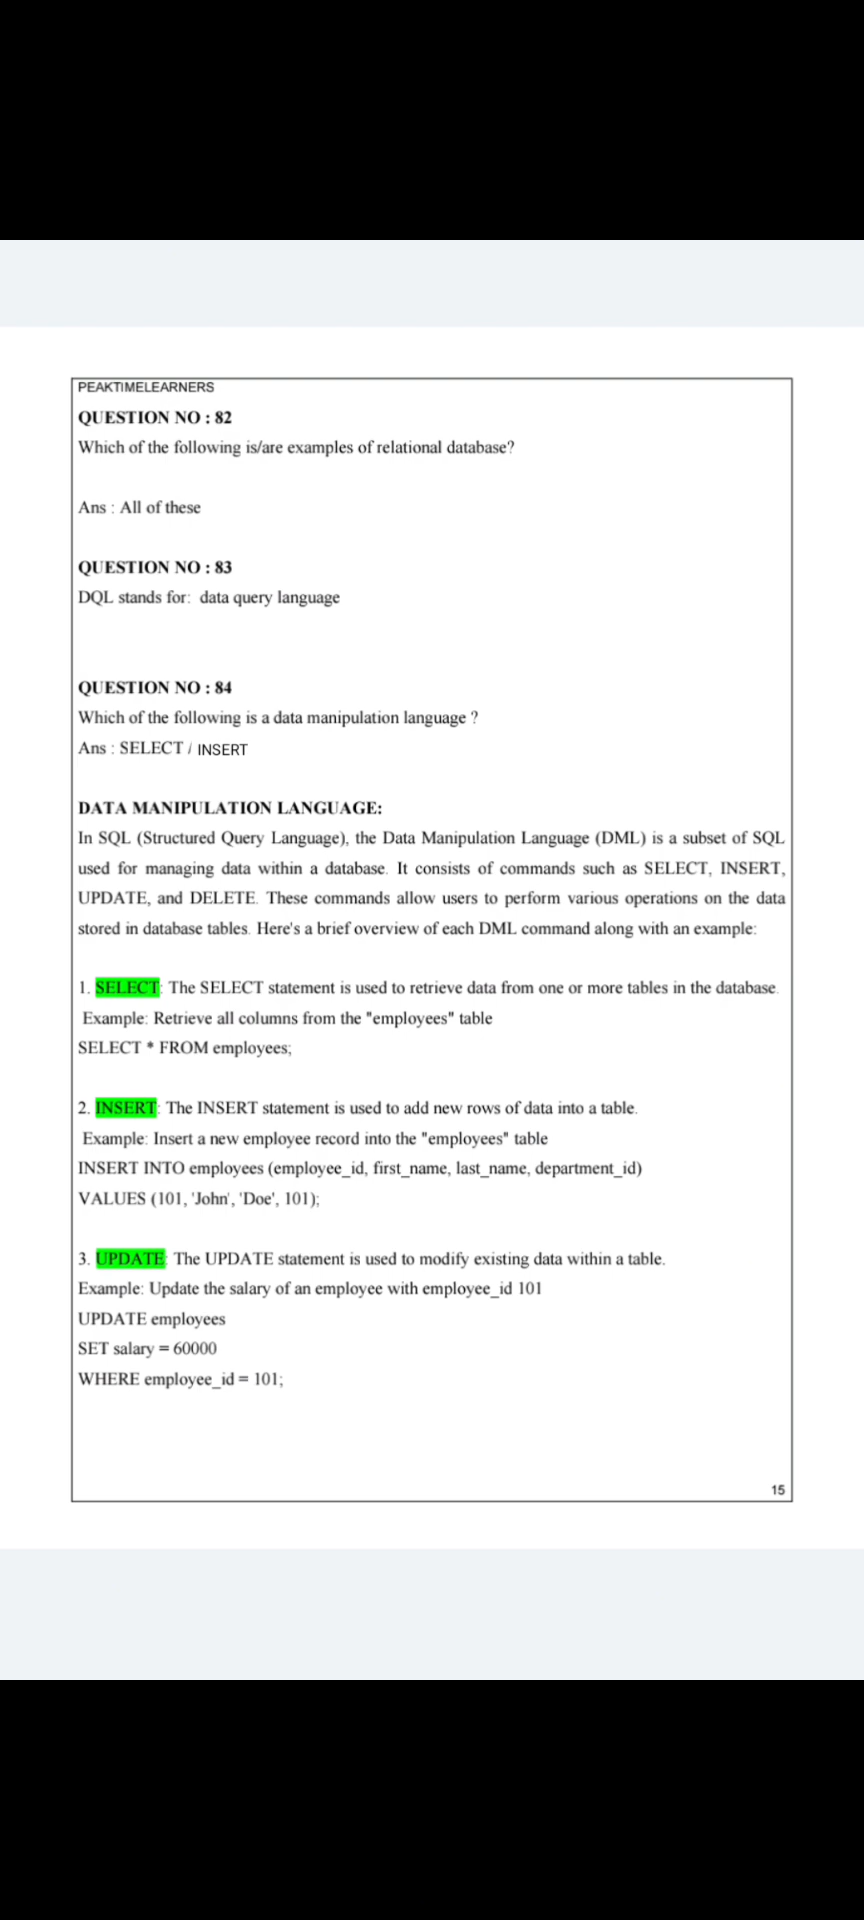 PEAKTIMELEARNERS
QUESTION NO : 82
Which of the following is/are examples of relational database?
Ans : All of these
QUESTION NO : 83
DQL stands for:  data query language
QUESTION NO : 84
Which of the following is a data manipulation language ?
Ans : SELECT / INSERT
DATA MANIPULATION LANGUAGE:
In SQL (Structured Query Language), the Data Manipulation Language (DML) is a subset of SQL
used for managing data within a database. It consists of commands such as SELECT, INSERT,
UPDATE, and DELETE. These commands allow users to perform various operations on the data
stored in database tables. Here's a brief overview of each DML command along with an example:
1. SELECT: The SELECT statement is used to retrieve data from one or more tables in the database.
Example: Retrieve all columns from the "employees" table
SELECT * FROM employees;
2. INSERT: The INSERT statement is used to add new rows of data into a table.
Example: Insert a new employee record into the "employees" table
INSERT INTO employees (employee_id, first_name, last_name, department_id)
VALUES (101, 'John', 'Doe', 101);
3. UPDATE: The UPDATE statement is used to modify existing data within a table.
Example: Update the salary of an employee with employee_id 101
UPDATE employees
SET salary = 60000
WHERE employee_id = 101;
15